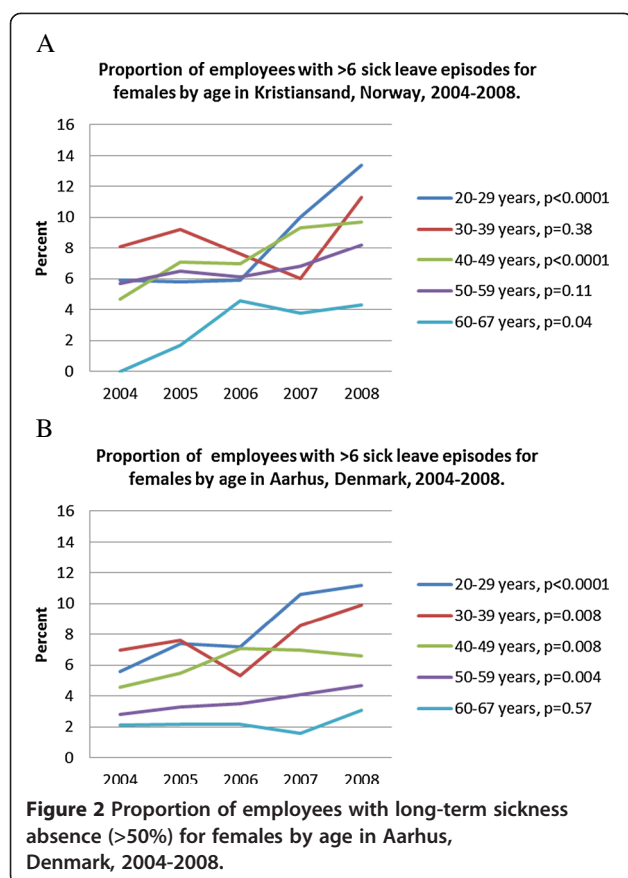 A
Proportion of employees with >6 sick leave episodes for
females by age in Kristiansand, Norway, 2004-2008.
16
14
12
10
8
6
4
2
0
Percent
2004 2005 2006 2007 2008
20-29 years, p<0.0001
30-39 years, p=0.38
40-49 years, p<0.0001
50-59 years, p=0.11
60-67 years, p=0.04
B
Proportion of employees with >6 sick leave episodes for
females by age in Aarhus, Denmark, 2004-2008.
16
14
12
10
8
6
4
2
0
Percent
2004 2005 2006 2007 2008
20-29 years, p<0.0001
30-39 years, p=0.008
40-49 years, p=0.008
50-59 years, p=0.004
60-67 years, p=0.57
Figure 2 Proportion of employees with long-term sickness
absence (>50%) for females by age in Aarhus,
Denmark, 2004-2008.